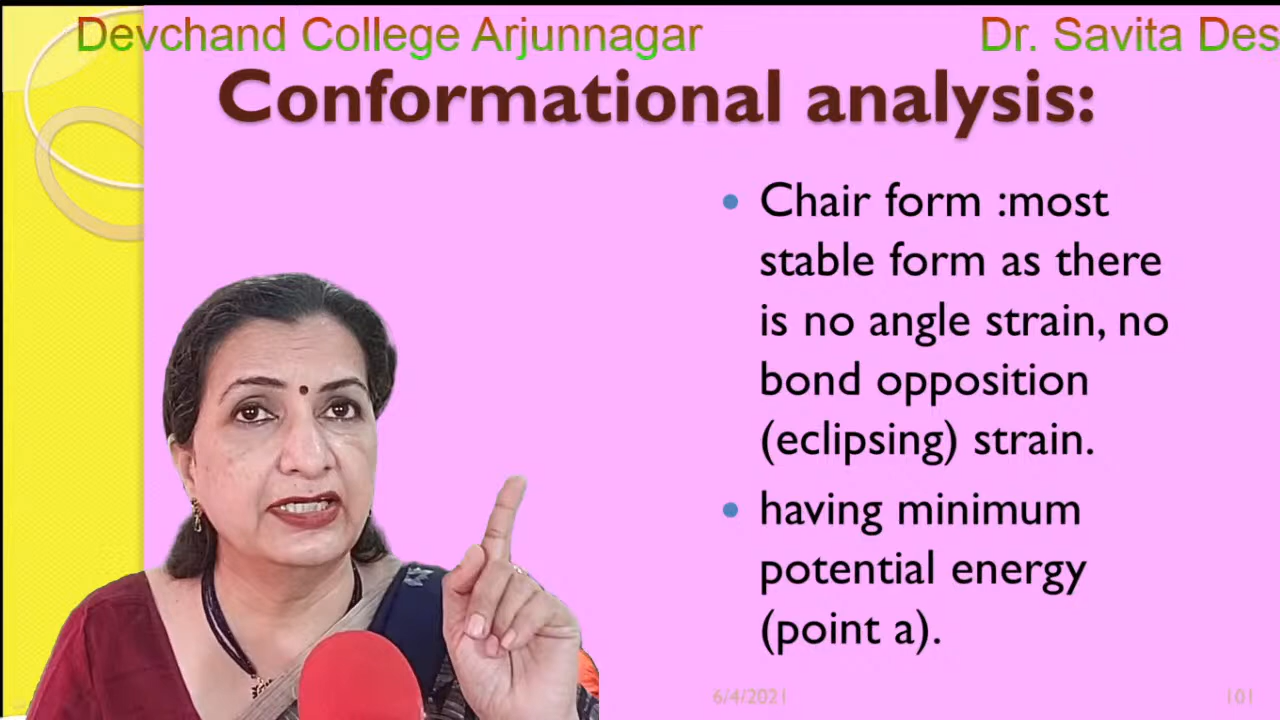 Devchand College Arjunnagar Dr. Savita Des
Conformational analysis:
• Chair form :most
stable form as there
is no angle strain, no
bond opposition
(eclipsing) strain.
• having minimum
potential energy
(point a).
6/4/2021 101